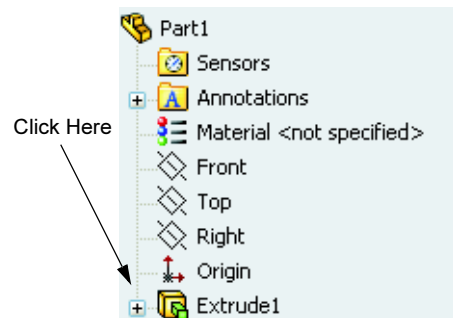 Part1
Sensors
A Annotations
Click Here
Material <not specified>
Front
Top
Right
Origin
Extrude1